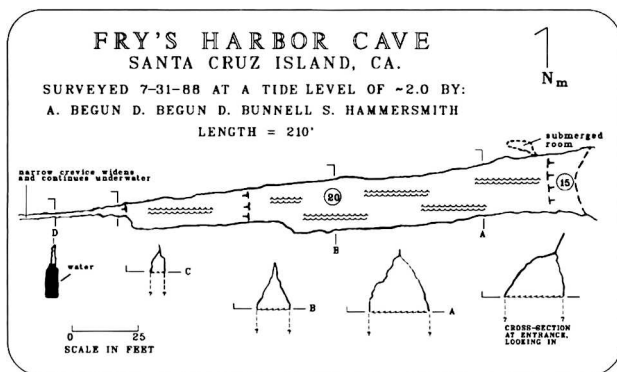 FRY'S HARBOR CAVE
SANTA CRUZ ISLAND, CA.
SURVEYED 7-31-88 AT A TIDE LEVEL OF ~2.0 BY:
A. BEGUN D. BEGUN D. BUNNELL S. HAMMERSMITH
LENGTH = 210'
Nm
submerged
room
narrow crevice widens
and continues underwater
15
20
D
B
A
water
C
B
A
? ?
? ?
? ?
? ?
CROSS-SECTION
AT ENTRANCE,
LOOKING IN
0 25
SCALE IN FEET